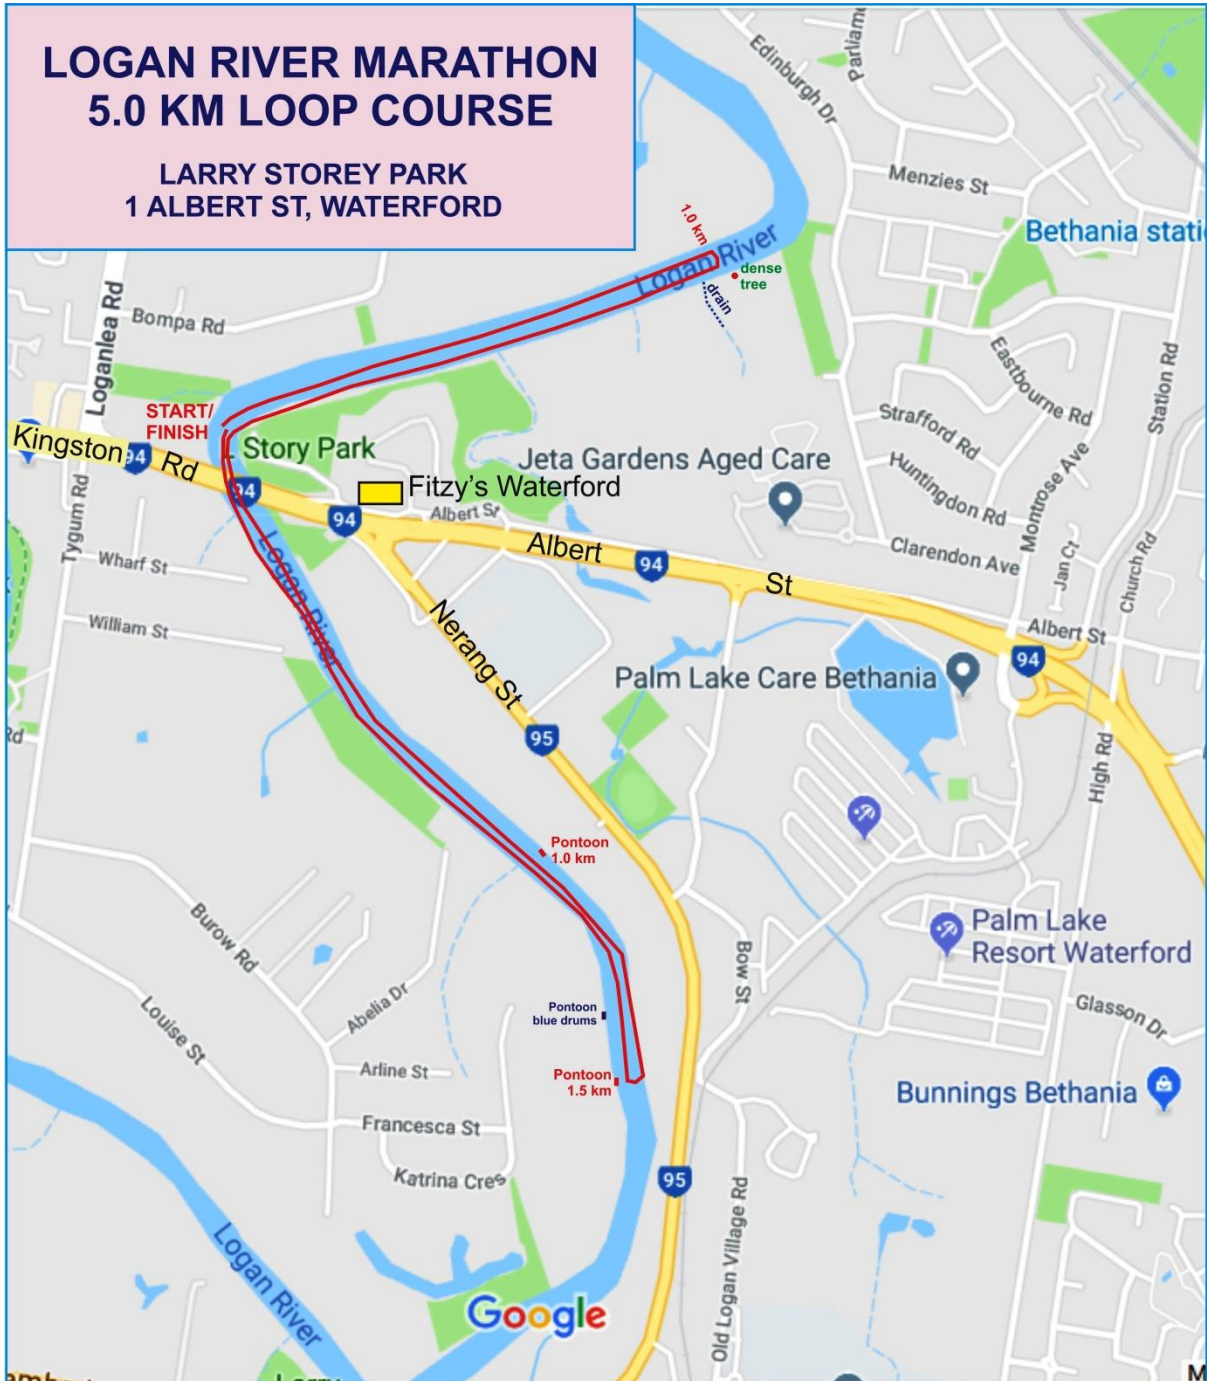 LOGAN RIVER MARATHON
5.0 KM LOOP COURSE
LARRY STOREY PARK
1 ALBERT ST, WATERFORD
Edinburgh Dr
Menzies St
Bethania stati
1.0 km
Logan River
dense
tree
drain
Loganlea Rd
Bompa Rd
Eastbourne Rd
Station Rd
START/
FINISH
Strafford Rd
Kingston Rd
94
Story Park
Jeta Gardens Aged Care
Huntingdon Rd
Montrose Ave
94
Fitzy's Waterford
Albert Sr
94
Tygum Rd
Albert St
94
Clarendon Ave
Jan Ct
Church Rd
Wharf St
Logan River
William St
Nerang St
Albert St
94
Palm Lake Care Bethania
Rd
95
High Rd
Pontoon
1.0 km
Burow Rd
Palm Lake
Resort Waterford
Bow St
Abelia Dr
Pontoon
blue drums
Louise St
Glasson Dr
Arline St
Pontoon
1.5 km
Bunnings Bethania
Francesca St
Katrina Cres
95
Old Logan Village Rd
Logan River
Google